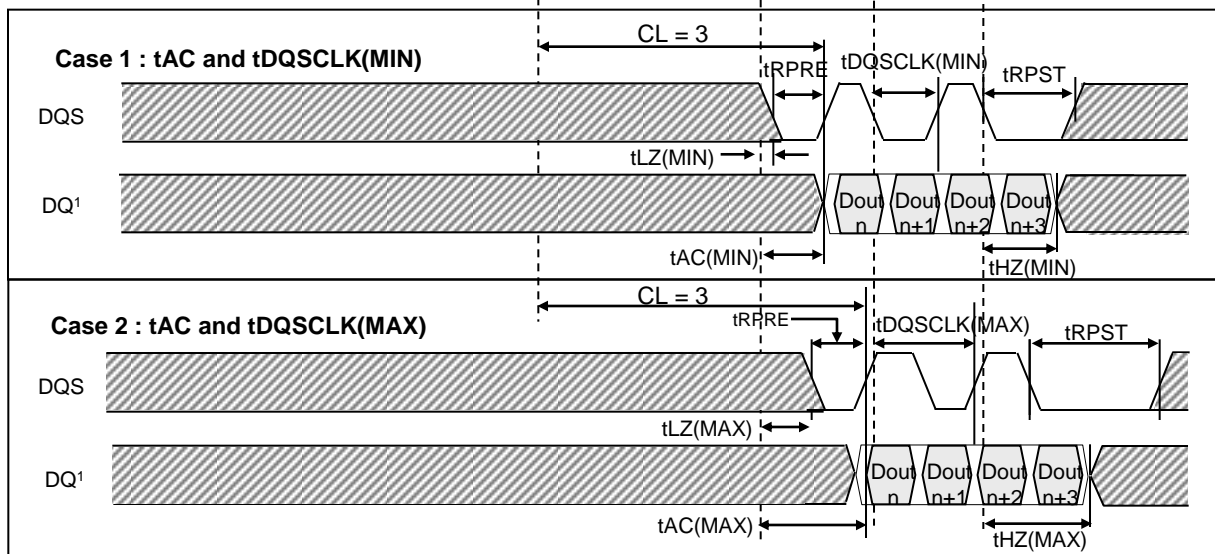 CL = 3
Case 1 : tAC and tDQSCLK(MIN)
tDQSCLK(MIN)
tRPRE
tRPST
DQS
tLZ(MIN)
DQ1
Dout n
Dout n+1
Dout n+2
Dout n+3
tAC(MIN)
tHZ(MIN)
CL = 3
Case 2 : tAC and tDQSCLK(MAX)
tRPRE
tDQSCLK(MAX)
tRPST
DQS
tLZ(MAX)
DQ1
Dout n
Dout n+1
Dout n+2
Dout n+3
tAC(MAX)
tHZ(MAX)